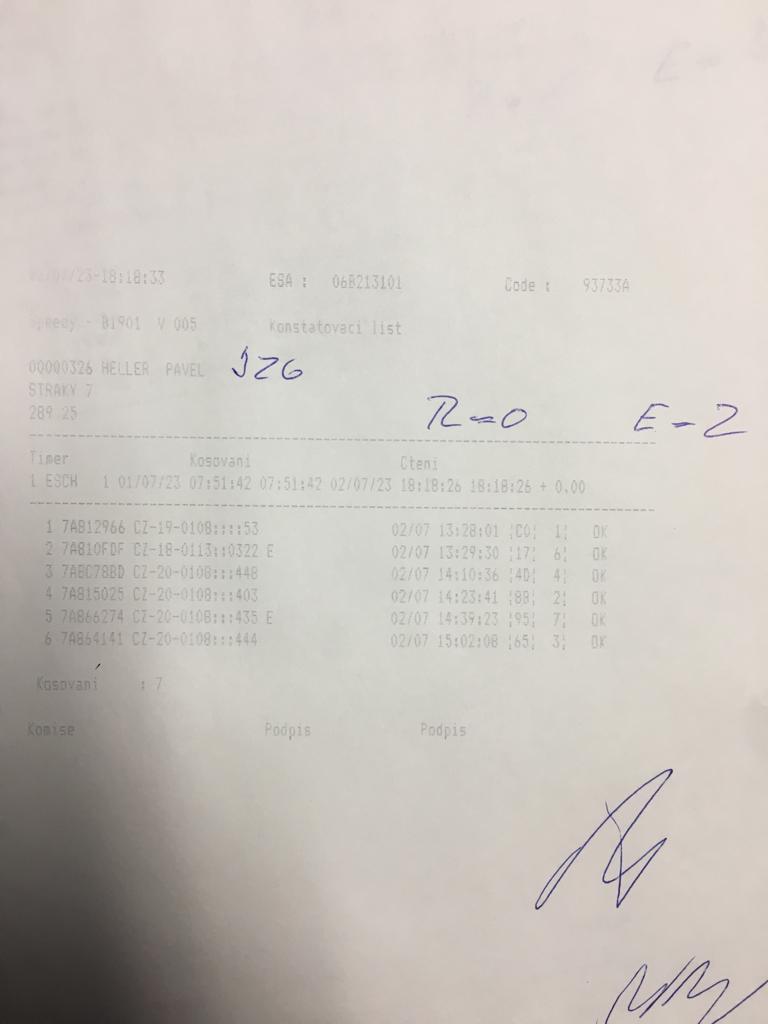 /23-18:18:33 ESA : 06B213101 Code : 93733A
Speedy - B1901 V 005 Konstatovaci list
00000326 HELLER PAVEL 326
STRAKY 7
289 25
R=0 E-2
Timer Kosovani Cteni
1 ESCH 1 01/07/23 07:51:42 07:51:42 02/07/23 18:18:26 18:18:26 + 0.00
1 7AB12966 CZ-19-0108::::53 02/07 13:28:01 ¦C0¦ 1¦ OK
2 7A810FDF CZ-18-0113::0322 E 02/07 13:29:30 ¦17¦ 6¦ OK
3 7ABC78BD CZ-20-0108:::448 02/07 14:10:36 ¦4D¦ 4¦ OK
4 7A815025 CZ-20-0108:::403 02/07 14:23:41 ¦8B¦ 2¦ OK
5 7A866274 CZ-20-0108:::435 E 02/07 14:39:23 ¦95¦ 7¦ OK
6 7A864141 CZ-20-0108:::444 02/07 15:02:08 ¦65¦ 3¦ OK
Kosovani : 7
Komise Podpis Podpis